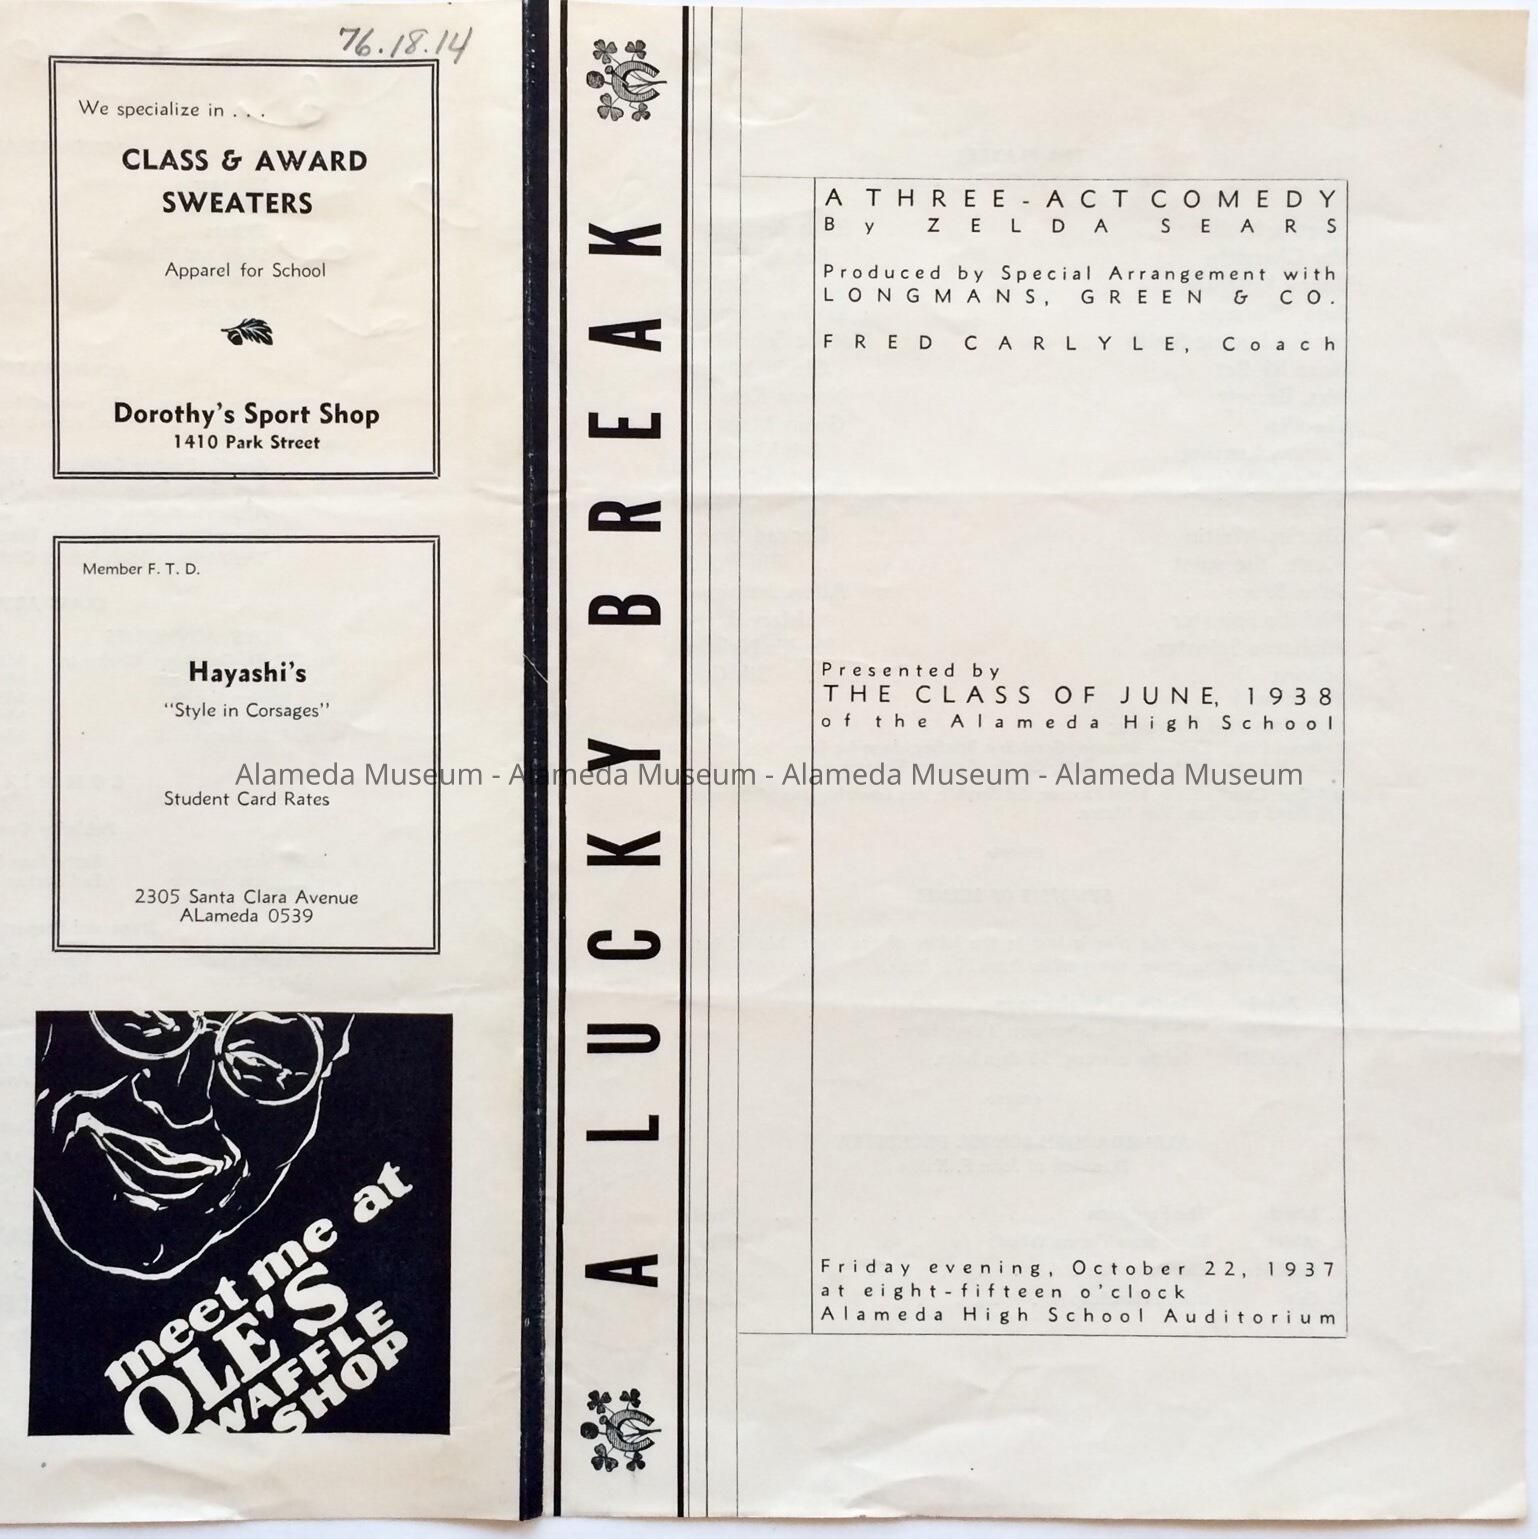 76.18.14
We specialize in . . .
CLASS & AWARD
SWEATERS
Apparel for School
Dorothy's Sport Shop
1410 Park Street
Member F. T. D.
Hayashi's
"Style in Corsages"
Student Card Rates
2305 Santa Clara Avenue
ALameda 0539
meet me at
OLE'S
WAFFLE
SHOP
A LUCKY BREAK
A THREE-ACT COMEDY
By ZELDA SEARS
Produced by Special Arrangement with
LONGMANS, GREEN & CO.
FRED CARLYLE, Coach
Presented by
THE CLASS OF JUNE, 1938
of the Alameda High School
Alameda Museum - Alameda Museum - Alameda Museum - Alameda Museum
Friday evening, October 22, 1937
at eight-fifteen o'clock
Alameda High School Auditorium